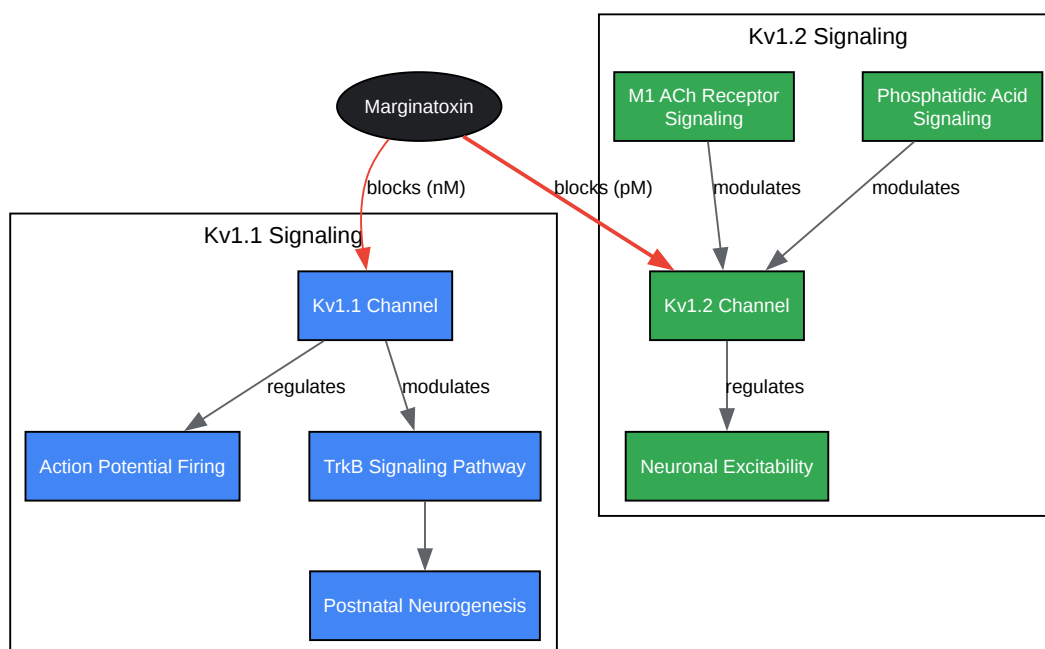 Kv1.2 Signaling
Marginatoxin
M1 ACh Receptor
Signaling
Phosphatidic Acid
Signaling
blocks (nM)
blocks (pM)
modulates
modulates
Kv1.1 Signaling
Kv1.1 Channel
Kv1.2 Channel
regulates
modulates
regulates
Action Potential Firing
TrkB Signaling Pathway
Neuronal Excitability
Postnatal Neurogenesis